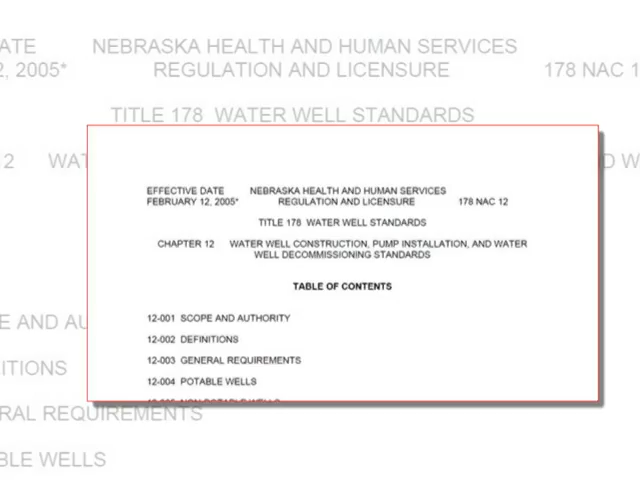 ATE NEBRASKA HEALTH AND HUMAN SERVICES
2, 2005* REGULATION AND LICENSURE 178 NAC 1
TITLE 178 WATER WELL STANDARDS
12 WAT D W
EFFECTIVE DATE NEBRASKA HEALTH AND HUMAN SERVICES
FEBRUARY 12, 2005* REGULATION AND LICENSURE 178 NAC 12
TITLE 178 WATER WELL STANDARDS
CHAPTER 12 WATER WELL CONSTRUCTION, PUMP INSTALLATION, AND WATER
WELL DECOMMISSIONING STANDARDS
TABLE OF CONTENTS
12-001 SCOPE AND AUTHORITY
E AND AU
12-002 DEFINITIONS
12-003 GENERAL REQUIREMENTS
ITIONS
12-004 POTABLE WELLS
RAL REQUIREMENTS
BLE WELLS